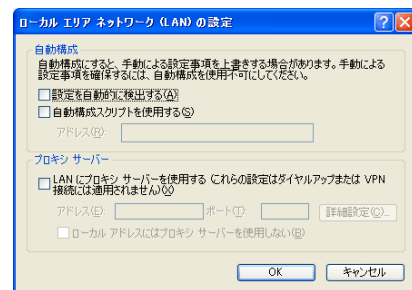 ローカル エリア ネットワーク (LAN) の設定
自動構成
自動構成にすると、手動による設定事項を上書きする場合があります。手動による
設定事項を確保するには、自動構成を使用不可にしてください。
設定を自動的に検出する(A)
自動構成スクリプトを使用する(S)
アドレス(R):
プロキシ サーバー
LAN にプロキシ サーバーを使用する (これらの設定はダイヤルアップまたは VPN
接続には適用されません)(X)
アドレス(E):
ポート(T):
詳細設定(C)...
ローカル アドレスにはプロキシ サーバーを使用しない(B)
OK
キャンセル